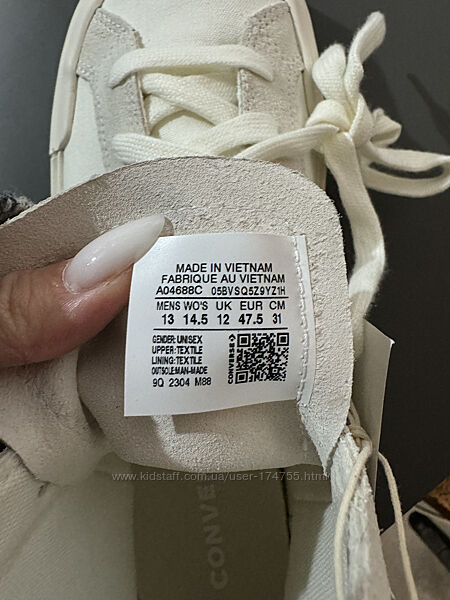 MADE IN VIETNAM
FABRIQUE AU VIETNAM
A04688C 05BVSQ5Z9YZ1H
MENS WO'S UK EUR CM
13 14.5 12 47.5 31
GENDER: UNISEX
UPPER: TEXTILE
LINING: TEXTILE
OUTSOLE: MAN-MADE
9Q 2304 M88
CONVERSE
www.kidstaff.com.ua/user-174755.html
CONVERSE